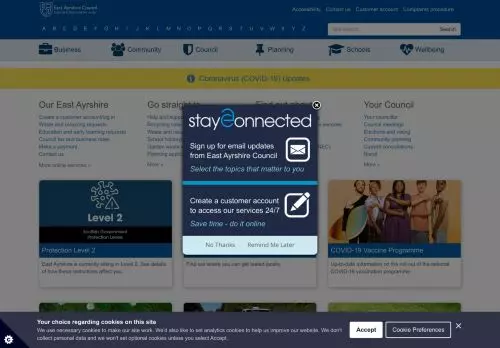 East Ayrshire Council
Accessibility Contact us Customer account Complaints procedure
A B C D E F G H I J K L M N O P Q R S T U V W X Y Z
Search
Business Community Council Planning Schools Wellbeing
Coronavirus (COVID-19) Updates
Our East Ayrshire
Create a customer account
Waste and recycling requests
Education and early learning requests
Council tax and business rates
Make a payment
Contact us
More online services »
Go straight to
More »
Your Council
Your councillor
Council meetings
Elections and voting
Community planning
Current consultations
More »
stayconnected
Sign up for email updates
from East Ayrshire Council
Select the topics that matter to you
Create a customer account
to access our services 24/7
Save time - do it online
No Thanks Remind Me Later
Level 2
Scottish Government
Protection Levels
Protection Level 2
East Ayrshire is currently sitting in Level 2. See details
of how these restrictions affect you.
Find out where you can get tested locally.
COVID-19 Vaccine Programme
Up-to-date information on the roll-out of the national
COVID-19 vaccination programme.
Your choice regarding cookies on this site
We use necessary cookies to make our site work. We'd also like to set analytics cookies to help us improve our website. We don't
collect personal data and we won't set optional cookies unless you select Accept.
Accept
Cookie Preferences